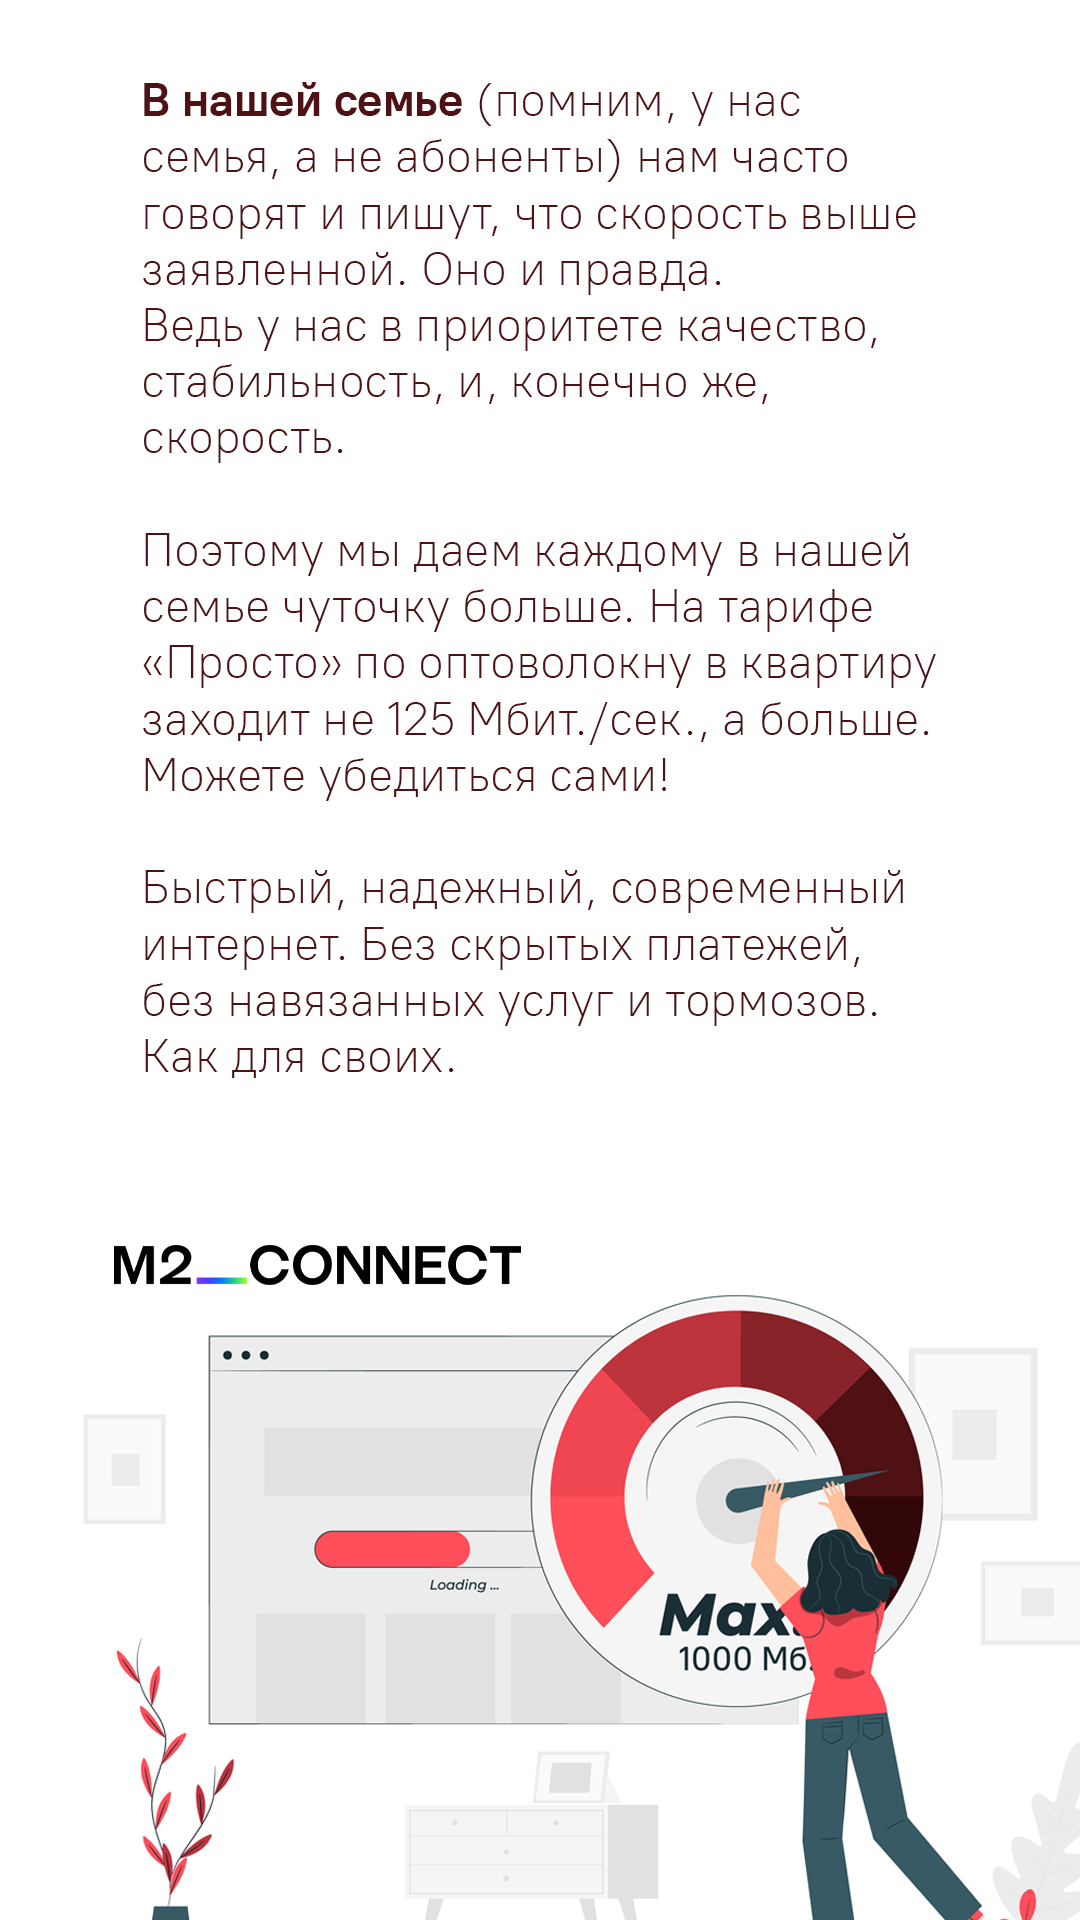 В нашей семье (помним, у нас
семья, а не абоненты) нам часто
говорят и пишут, что скорость выше
заявленной. Оно и правда.
Ведь у нас в приоритете качество,
стабильность, и, конечно же,
скорость.
Поэтому мы даем каждому в нашей
семье чуточку больше. На тарифе
«Просто» по оптоволокну в квартиру
заходит не 125 Мбит./сек., а больше.
Можете убедиться сами!
Быстрый, надежный, современный
интернет. Без скрытых платежей,
без навязанных услуг и тормозов.
Как для своих.
M2_CONNECT
Loading ...
Max.
1000 Мб